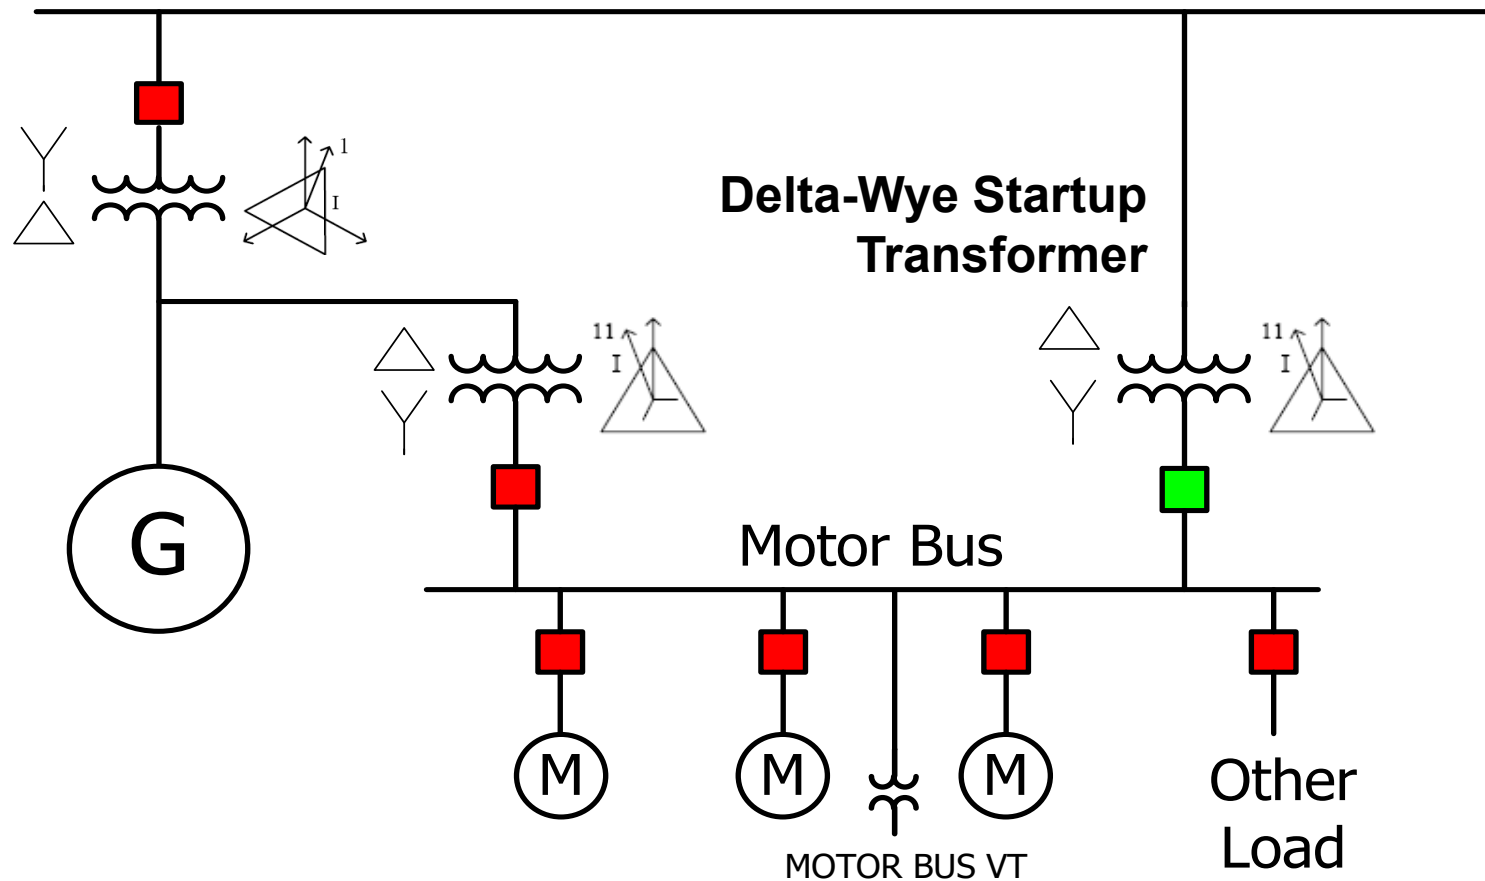 1
I
Delta-Wye Startup
Transformer
11
I
11
I
G
Motor Bus
M
M
M
Other
Load
MOTOR BUS VT